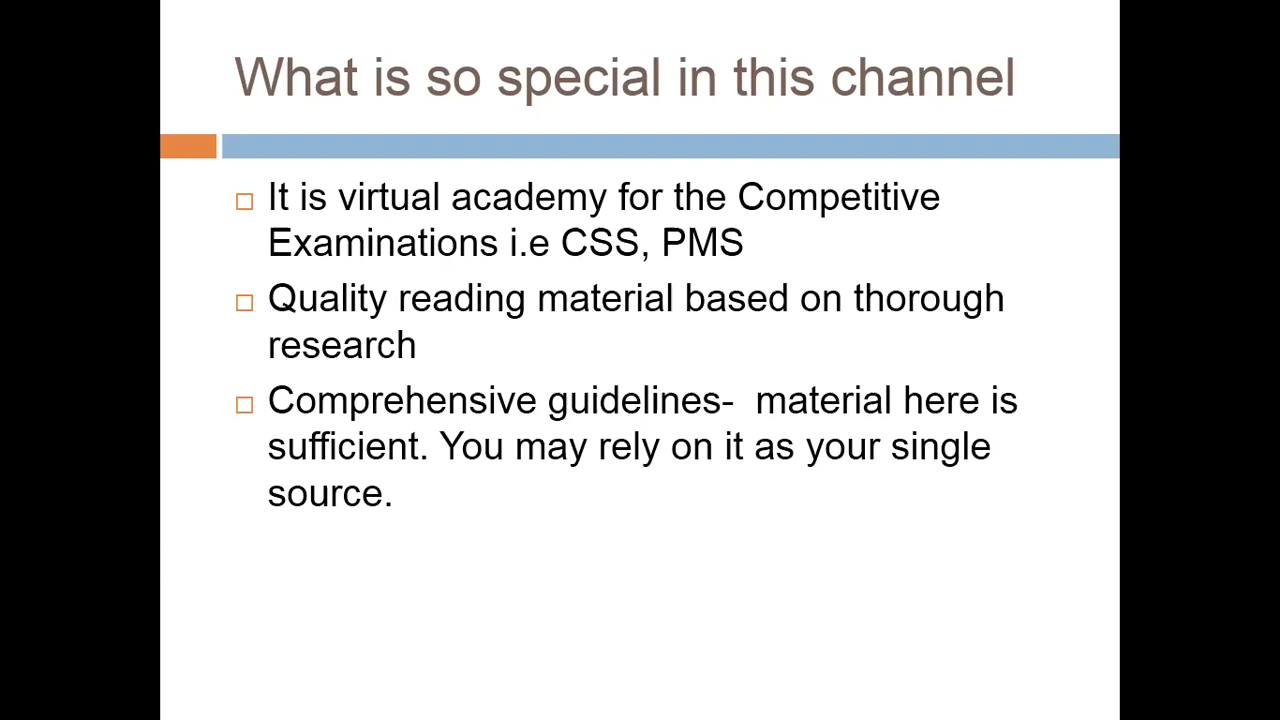 What is so special in this channel
It is virtual academy for the Competitive
Examinations i.e CSS, PMS
Quality reading material based on thorough
research
Comprehensive guidelines-  material here is
sufficient. You may rely on it as your single
source.